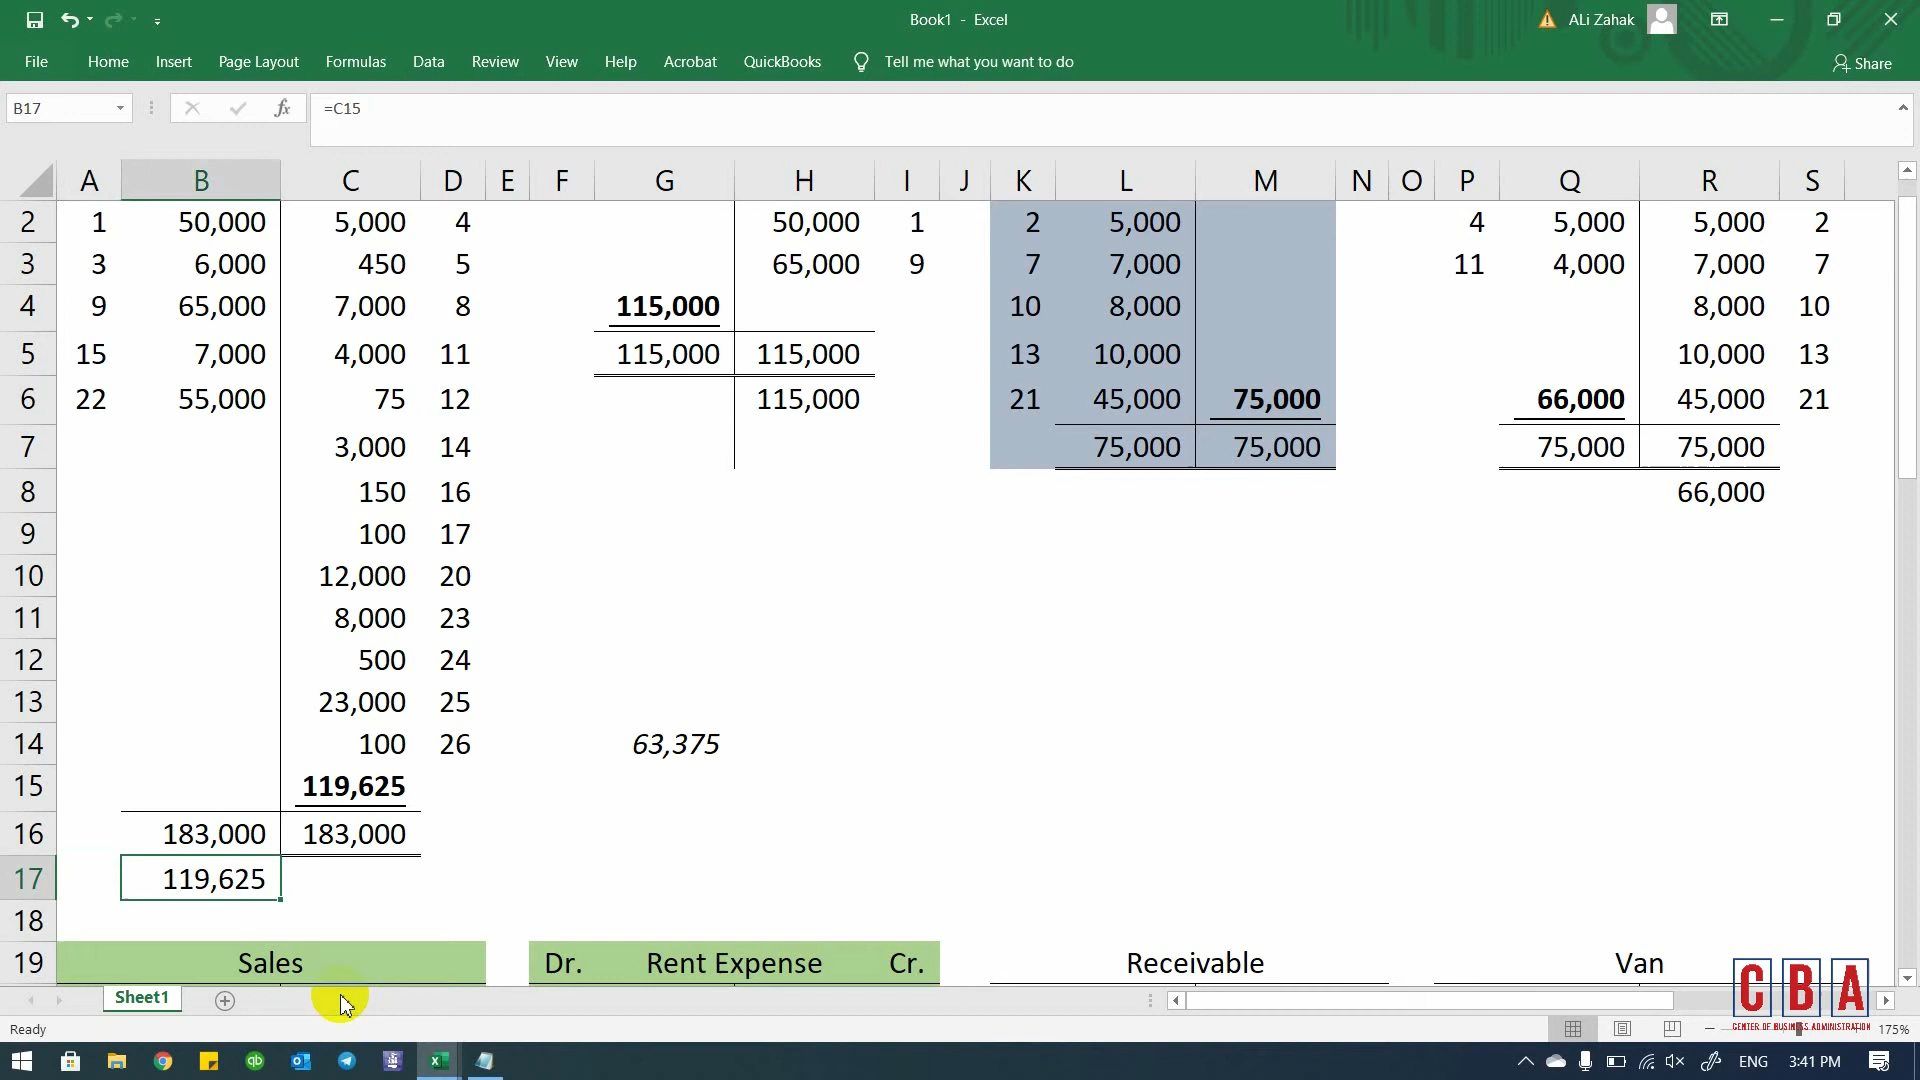 Book1 - Excel
ALi Zahak
File Home Insert Page Layout Formulas Data Review View Help Acrobat QuickBooks Tell me what you want to do Share
B17 fx =C15
A B C D E F G H I J K L M N O P Q R S
2 1 50,000 5,000 4 50,000 1 2 5,000 4 5,000 5,000 2
3 3 6,000 450 5 65,000 9 7 7,000 11 4,000 7,000 7
4 9 65,000 7,000 8 115,000 10 8,000 8,000 10
5 15 7,000 4,000 11 115,000 115,000 13 10,000 10,000 13
6 22 55,000 75 12 115,000 21 45,000 75,000 66,000 45,000 21
7 3,000 14 75,000 75,000 75,000 75,000
8 150 16 66,000
9 100 17
10 12,000 20
11 8,000 23
12 500 24
13 23,000 25
14 100 26 63,375
15 119,625
16 183,000 183,000
17 119,625
18
19 Sales Dr. Rent Expense Cr. Receivable Van
CBA
CENTER OF BUSINESS ADMINISTRATION
Sheet1
Ready 175%
ENG 3:41 PM